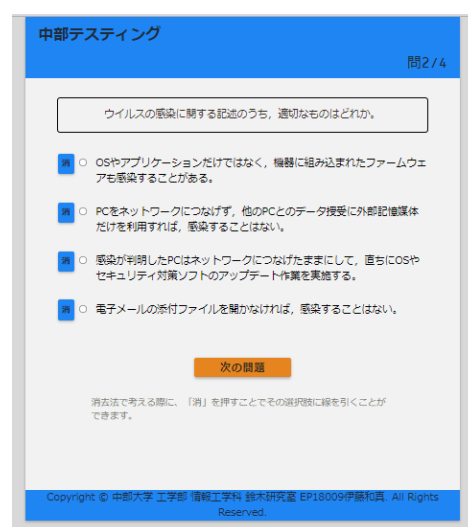 中部テスティング
問2/4
ウイルスの感染に関する記述のうち，適切なものはどれか。
消 OSやアプリケーションだけではなく，機器に組み込まれたファームウェ
アも感染することがある。
消 PCをネットワークにつなげず，他のPCとのデータ授受に外部記憶媒体
だけを利用すれば，感染することはない。
消 感染が判明したPCはネットワークにつなげたままにして，直ちにOSや
セキュリティ対策ソフトのアップデート作業を実施する。
消 電子メールの添付ファイルを開かなければ，感染することはない。
次の問題
消去法で考える際に、「消」を押すことでその選択肢に線を引くことが
できます。
Copyright © 中部大学 工学部 情報工学科 鈴木研究室 EP18009伊藤和真. All Rights
Reserved.